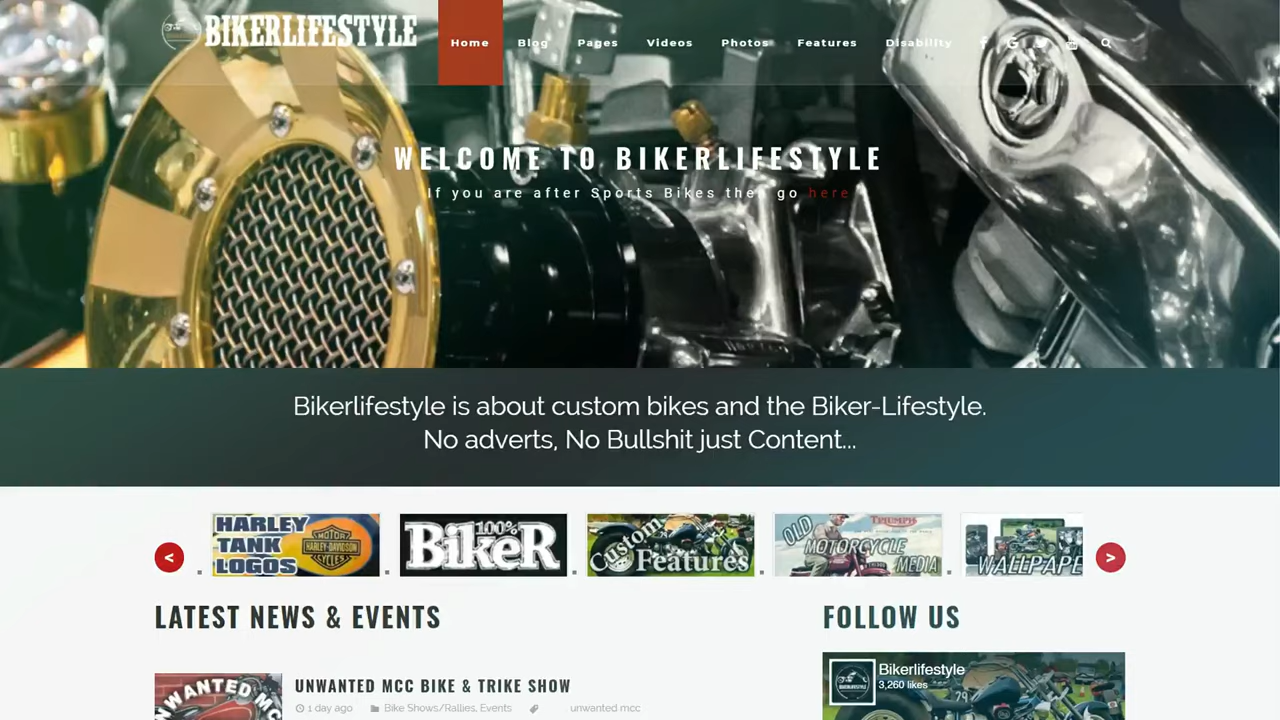 BIKERLIFESTYLE
Home Blog Pages Videos Photos Features Disability
WELCOME TO BIKERLIFESTYLE
If you are after Sports Bikes then go here
Bikerlifestyle is about custom bikes and the Biker-Lifestyle.
No adverts, No Bullshit just Content...
HARLEY TANK LOGOS
MOTOR HARLEY-DAVIDSON CYCLES
100% BikeR
Custom Features
OLD MOTORCYCLE MEDIA
TRIUMPH
WALLPAPE
< >
LATEST NEWS & EVENTS
FOLLOW US
UNWANTED MCC BIKE & TRIKE SHOW
1 day ago Bike Shows/Rallies, Events unwanted mcc
NWANTED MC
Bikerlifestyle
3,260 likes